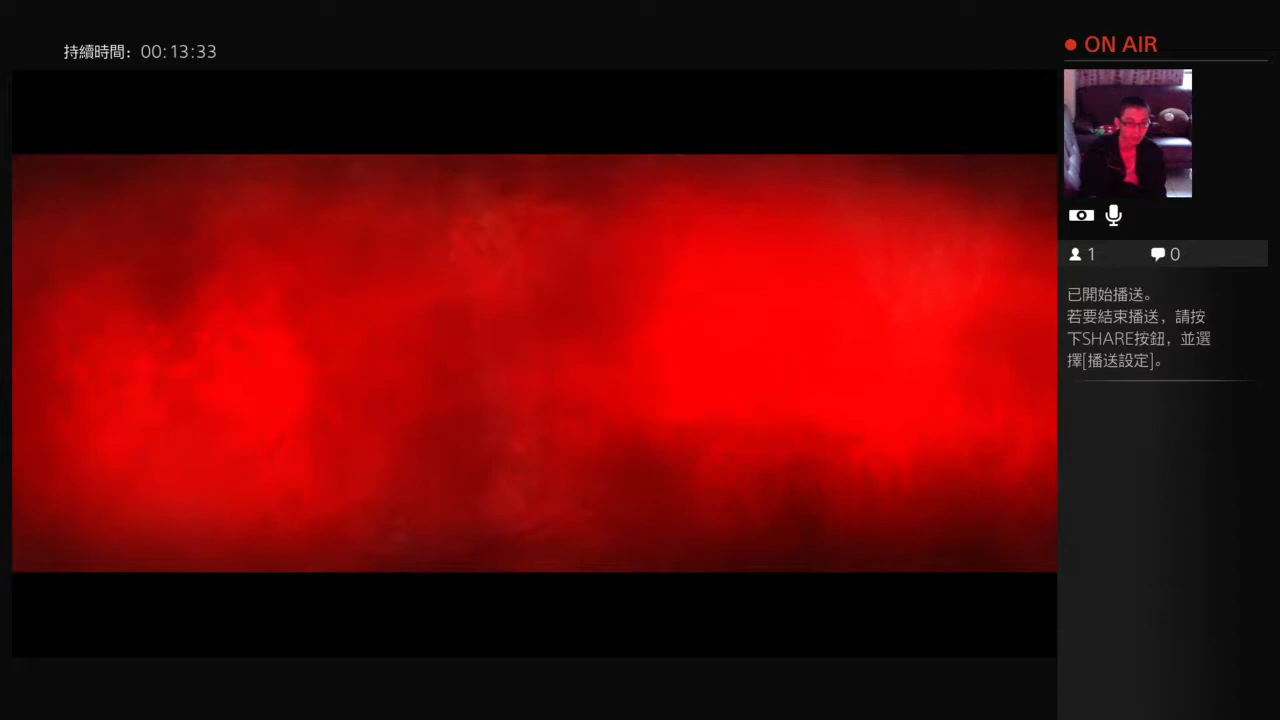 持續時間：00:13:33
ON AIR
1 0
已開始播送。
若要結束播送，請按
下SHARE按鈕，並選
擇[播送設定]。